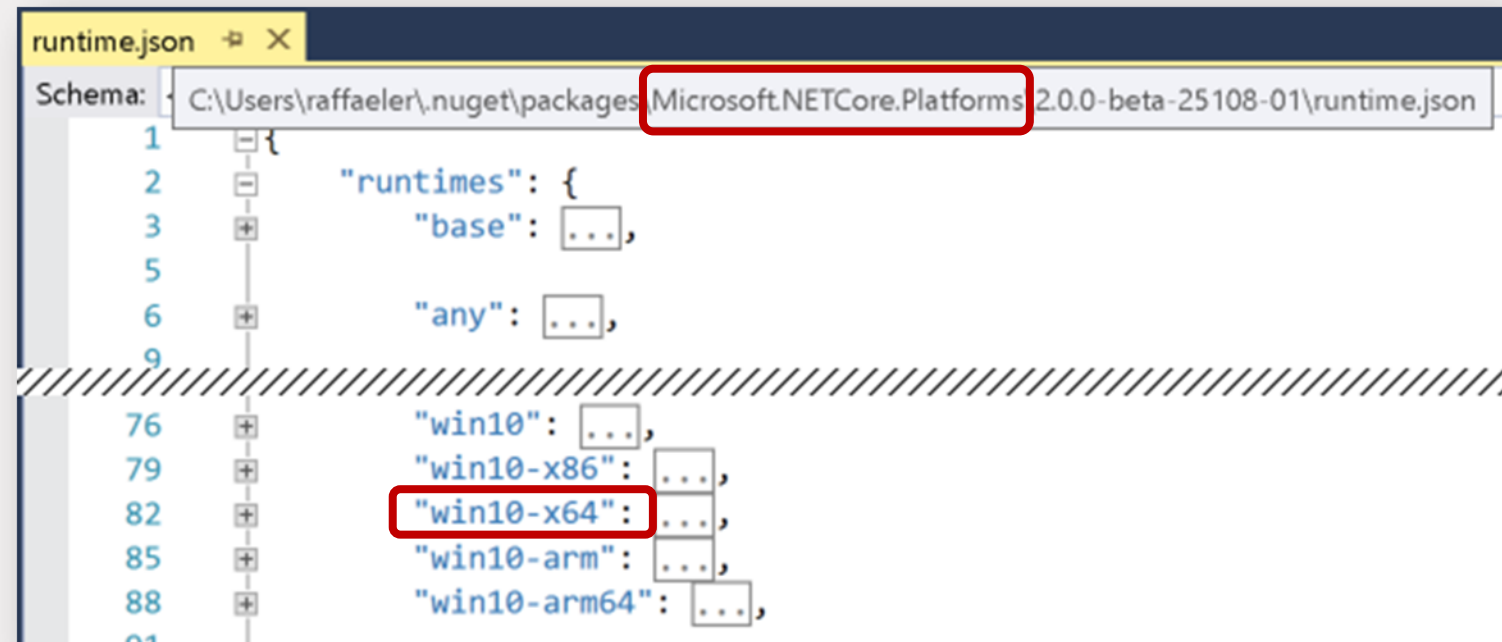 runtime.json
Schema: C:\Users\raffaeler\.nuget\packages\Microsoft.NETCore.Platforms\2.0.0-beta-25108-01\runtime.json
1 {
2 "runtimes": {
3 "base": ...,
5
6 "any": ...,
9
76 "win10": ...,
79 "win10-x86": ...,
82 "win10-x64": ...,
85 "win10-arm": ...,
88 "win10-arm64": ...,
91